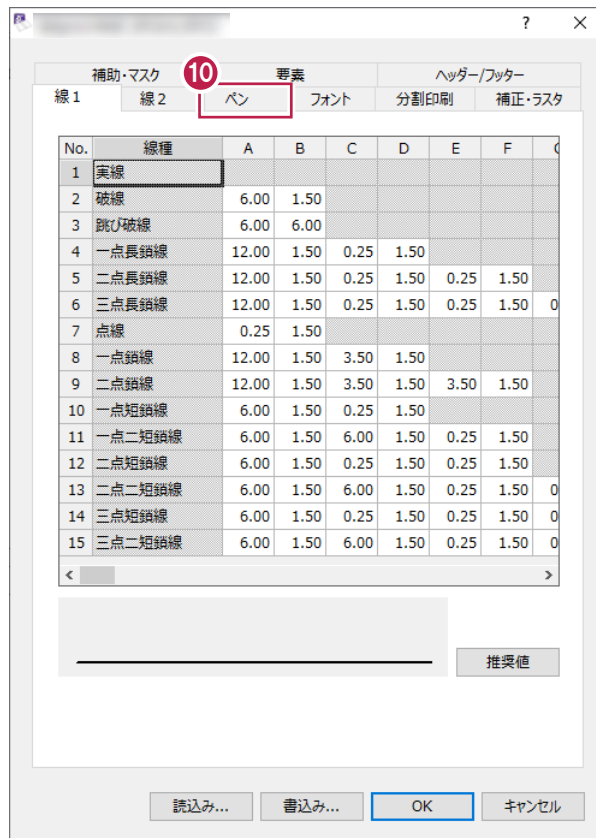 ? ×
補助・マスク 10 要素 ヘッダー/フッター
線1 線2 ペン フォント 分割印刷 補正・ラスタ
No. 線種 A B C D E F
1 実線
2 破線 6.00 1.50
3 跳び破線 6.00 6.00
4 一点長鎖線 12.00 1.50 0.25 1.50
5 二点長鎖線 12.00 1.50 0.25 1.50 0.25 1.50
6 三点長鎖線 12.00 1.50 0.25 1.50 0.25 1.50 0
7 点線 0.25 1.50
8 一点鎖線 12.00 1.50 3.50 1.50
9 二点鎖線 12.00 1.50 3.50 1.50 3.50 1.50
10 一点短鎖線 6.00 1.50 0.25 1.50
11 一点二短鎖線 6.00 1.50 6.00 1.50 0.25 1.50
12 二点短鎖線 6.00 1.50 0.25 1.50 0.25 1.50
13 二点二短鎖線 6.00 1.50 6.00 1.50 0.25 1.50 0
14 三点短鎖線 6.00 1.50 0.25 1.50 0.25 1.50 0
15 三点二短鎖線 6.00 1.50 6.00 1.50 0.25 1.50 0
推奨値
読込み... 書込み... OK キャンセル